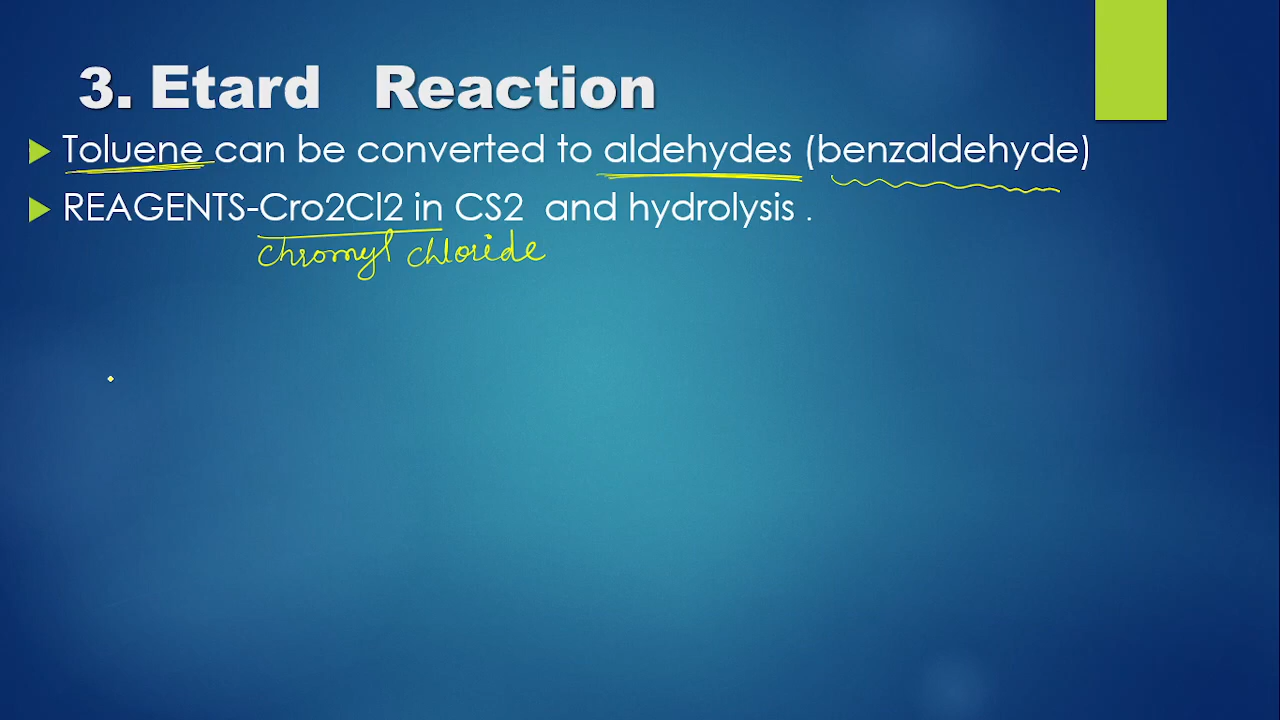 3. Etard Reaction
Toluene can be converted to aldehydes (benzaldehyde)
REAGENTS-Cro2Cl2 in CS2 and hydrolysis .
chromyl chloride